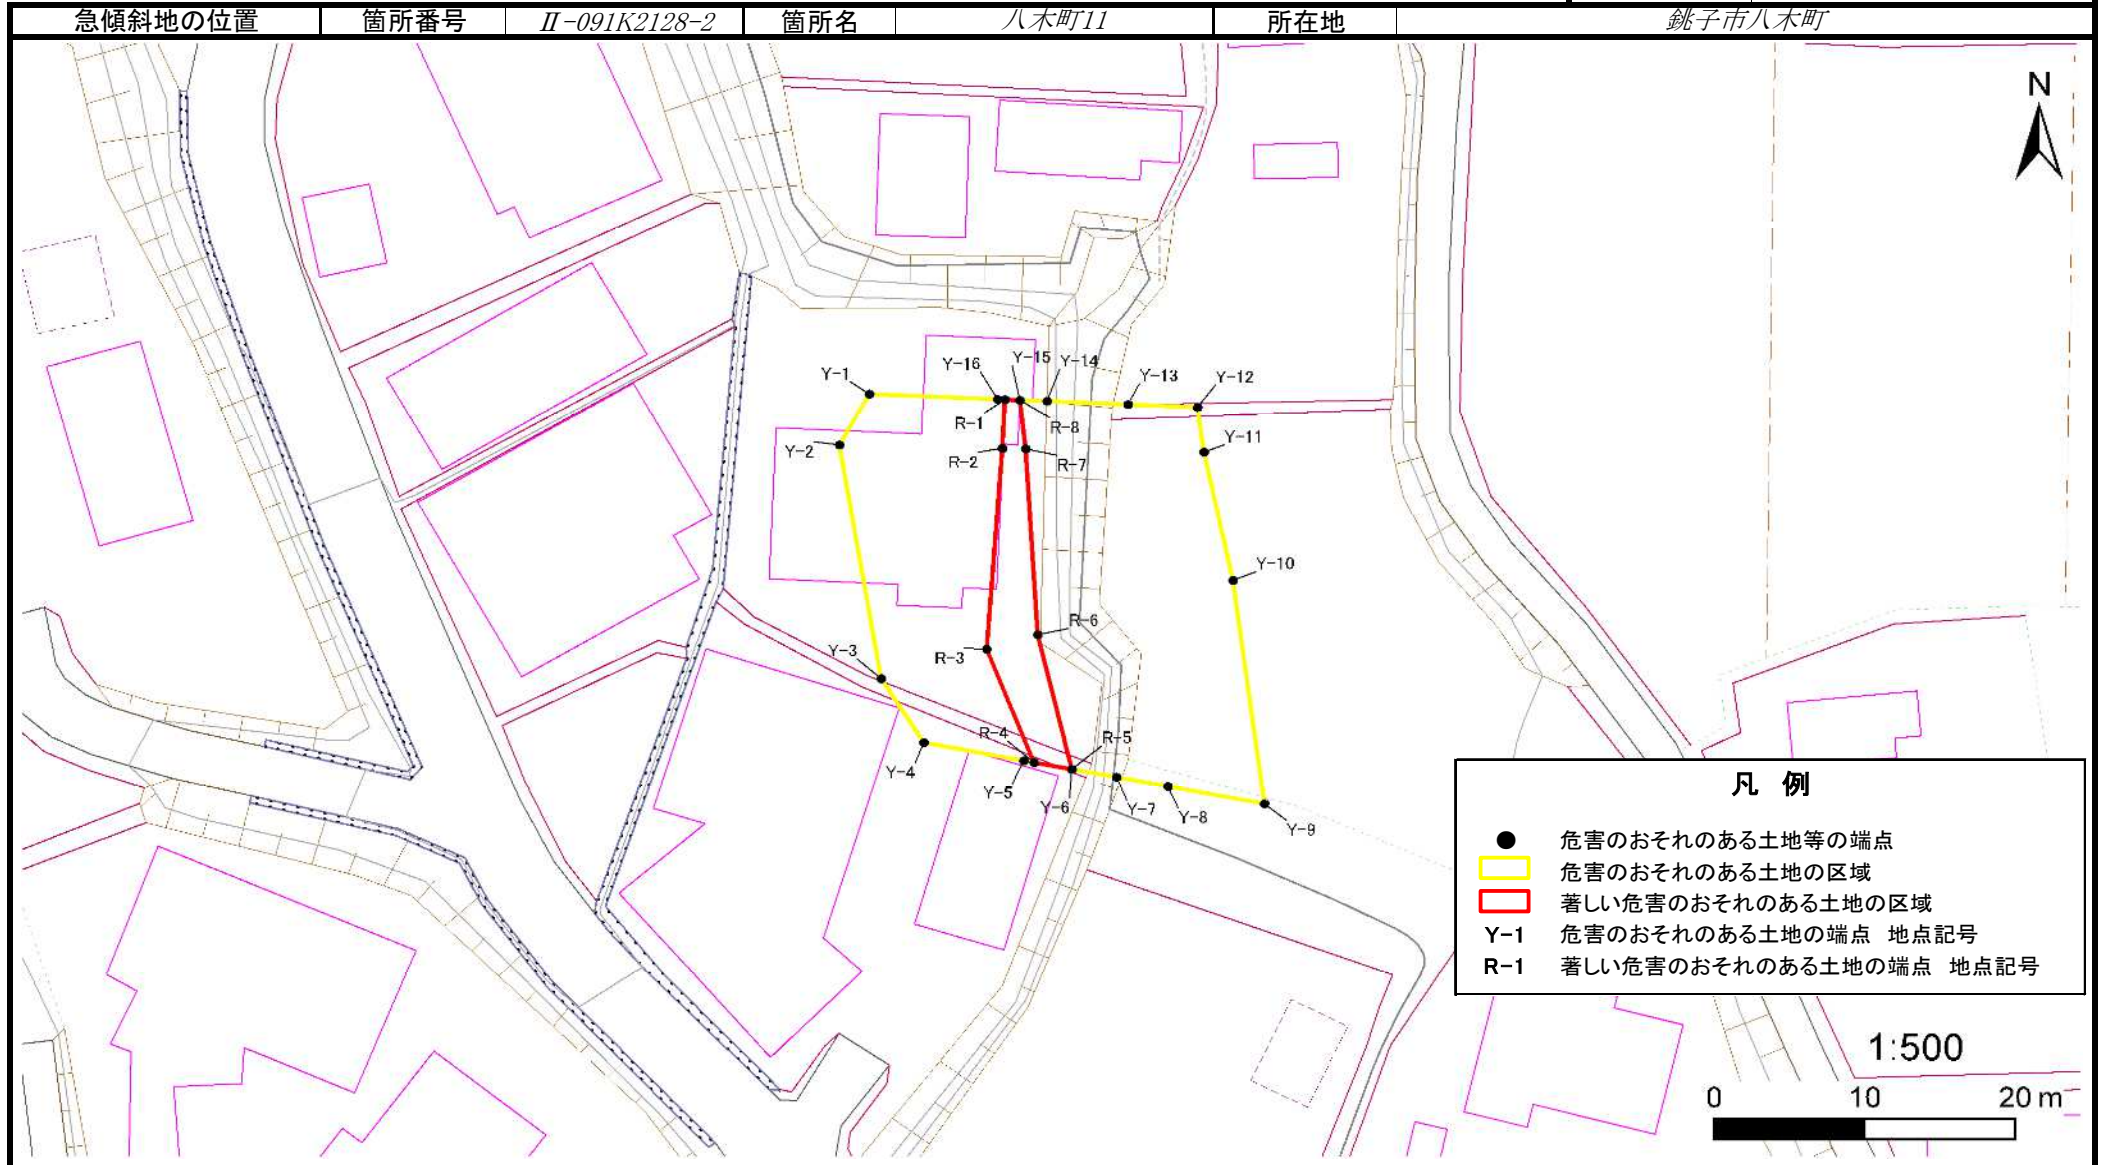 急傾斜地の位置 箇所番号 Ⅱ-091K2128-2 箇所名 八木町11 所在地 銚子市八木町
N
Y-1
Y-16
Y-15
Y-14
Y-13
Y-12
R-1
R-8
Y-2
R-2
R-7
Y-11
Y-10
R-6
Y-3
R-3
R-4
R-5
Y-4
Y-5
Y-6
Y-7
Y-8
Y-9
凡 例
危害のおそれのある土地等の端点
危害のおそれのある土地の区域
著しい危害のおそれのある土地の区域
Y-1 危害のおそれのある土地の端点 地点記号
R-1 著しい危害のおそれのある土地の端点 地点記号
1:500
0 10 20 m